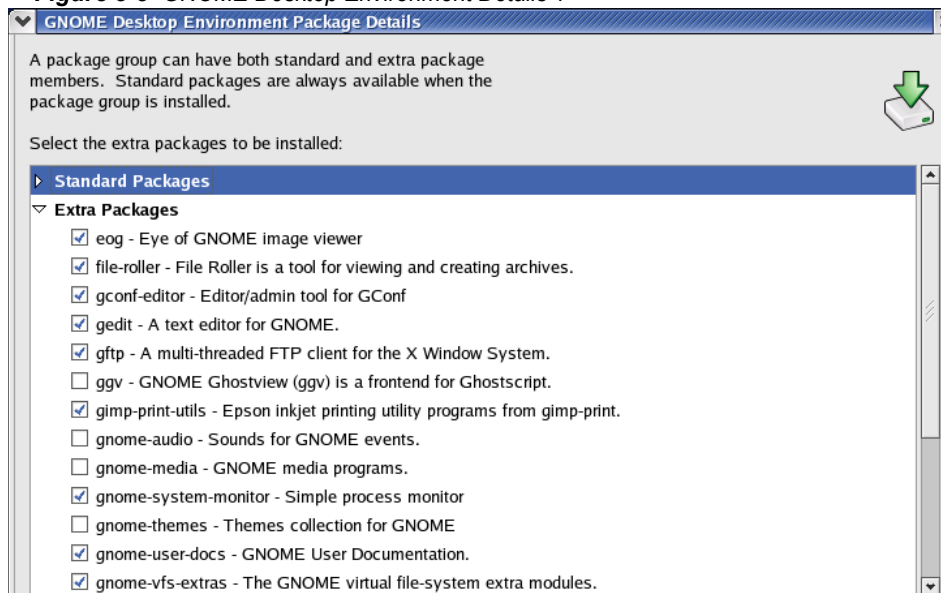 GNOME Desktop Environment Package Details
A package group can have both standard and extra package
members. Standard packages are always available when the
package group is installed.
Select the extra packages to be installed:
Standard Packages
Extra Packages
eog - Eye of GNOME image viewer
file-roller - File Roller is a tool for viewing and creating archives.
gconf-editor - Editor/admin tool for GConf
gedit - A text editor for GNOME.
gftp - A multi-threaded FTP client for the X Window System.
ggv - GNOME Ghostview (ggv) is a frontend for Ghostscript.
gimp-print-utils - Epson inkjet printing utility programs from gimp-print.
gnome-audio - Sounds for GNOME events.
gnome-media - GNOME media programs.
gnome-system-monitor - Simple process monitor
gnome-themes - Themes collection for GNOME
gnome-user-docs - GNOME User Documentation.
gnome-vfs-extras - The GNOME virtual file-system extra modules.